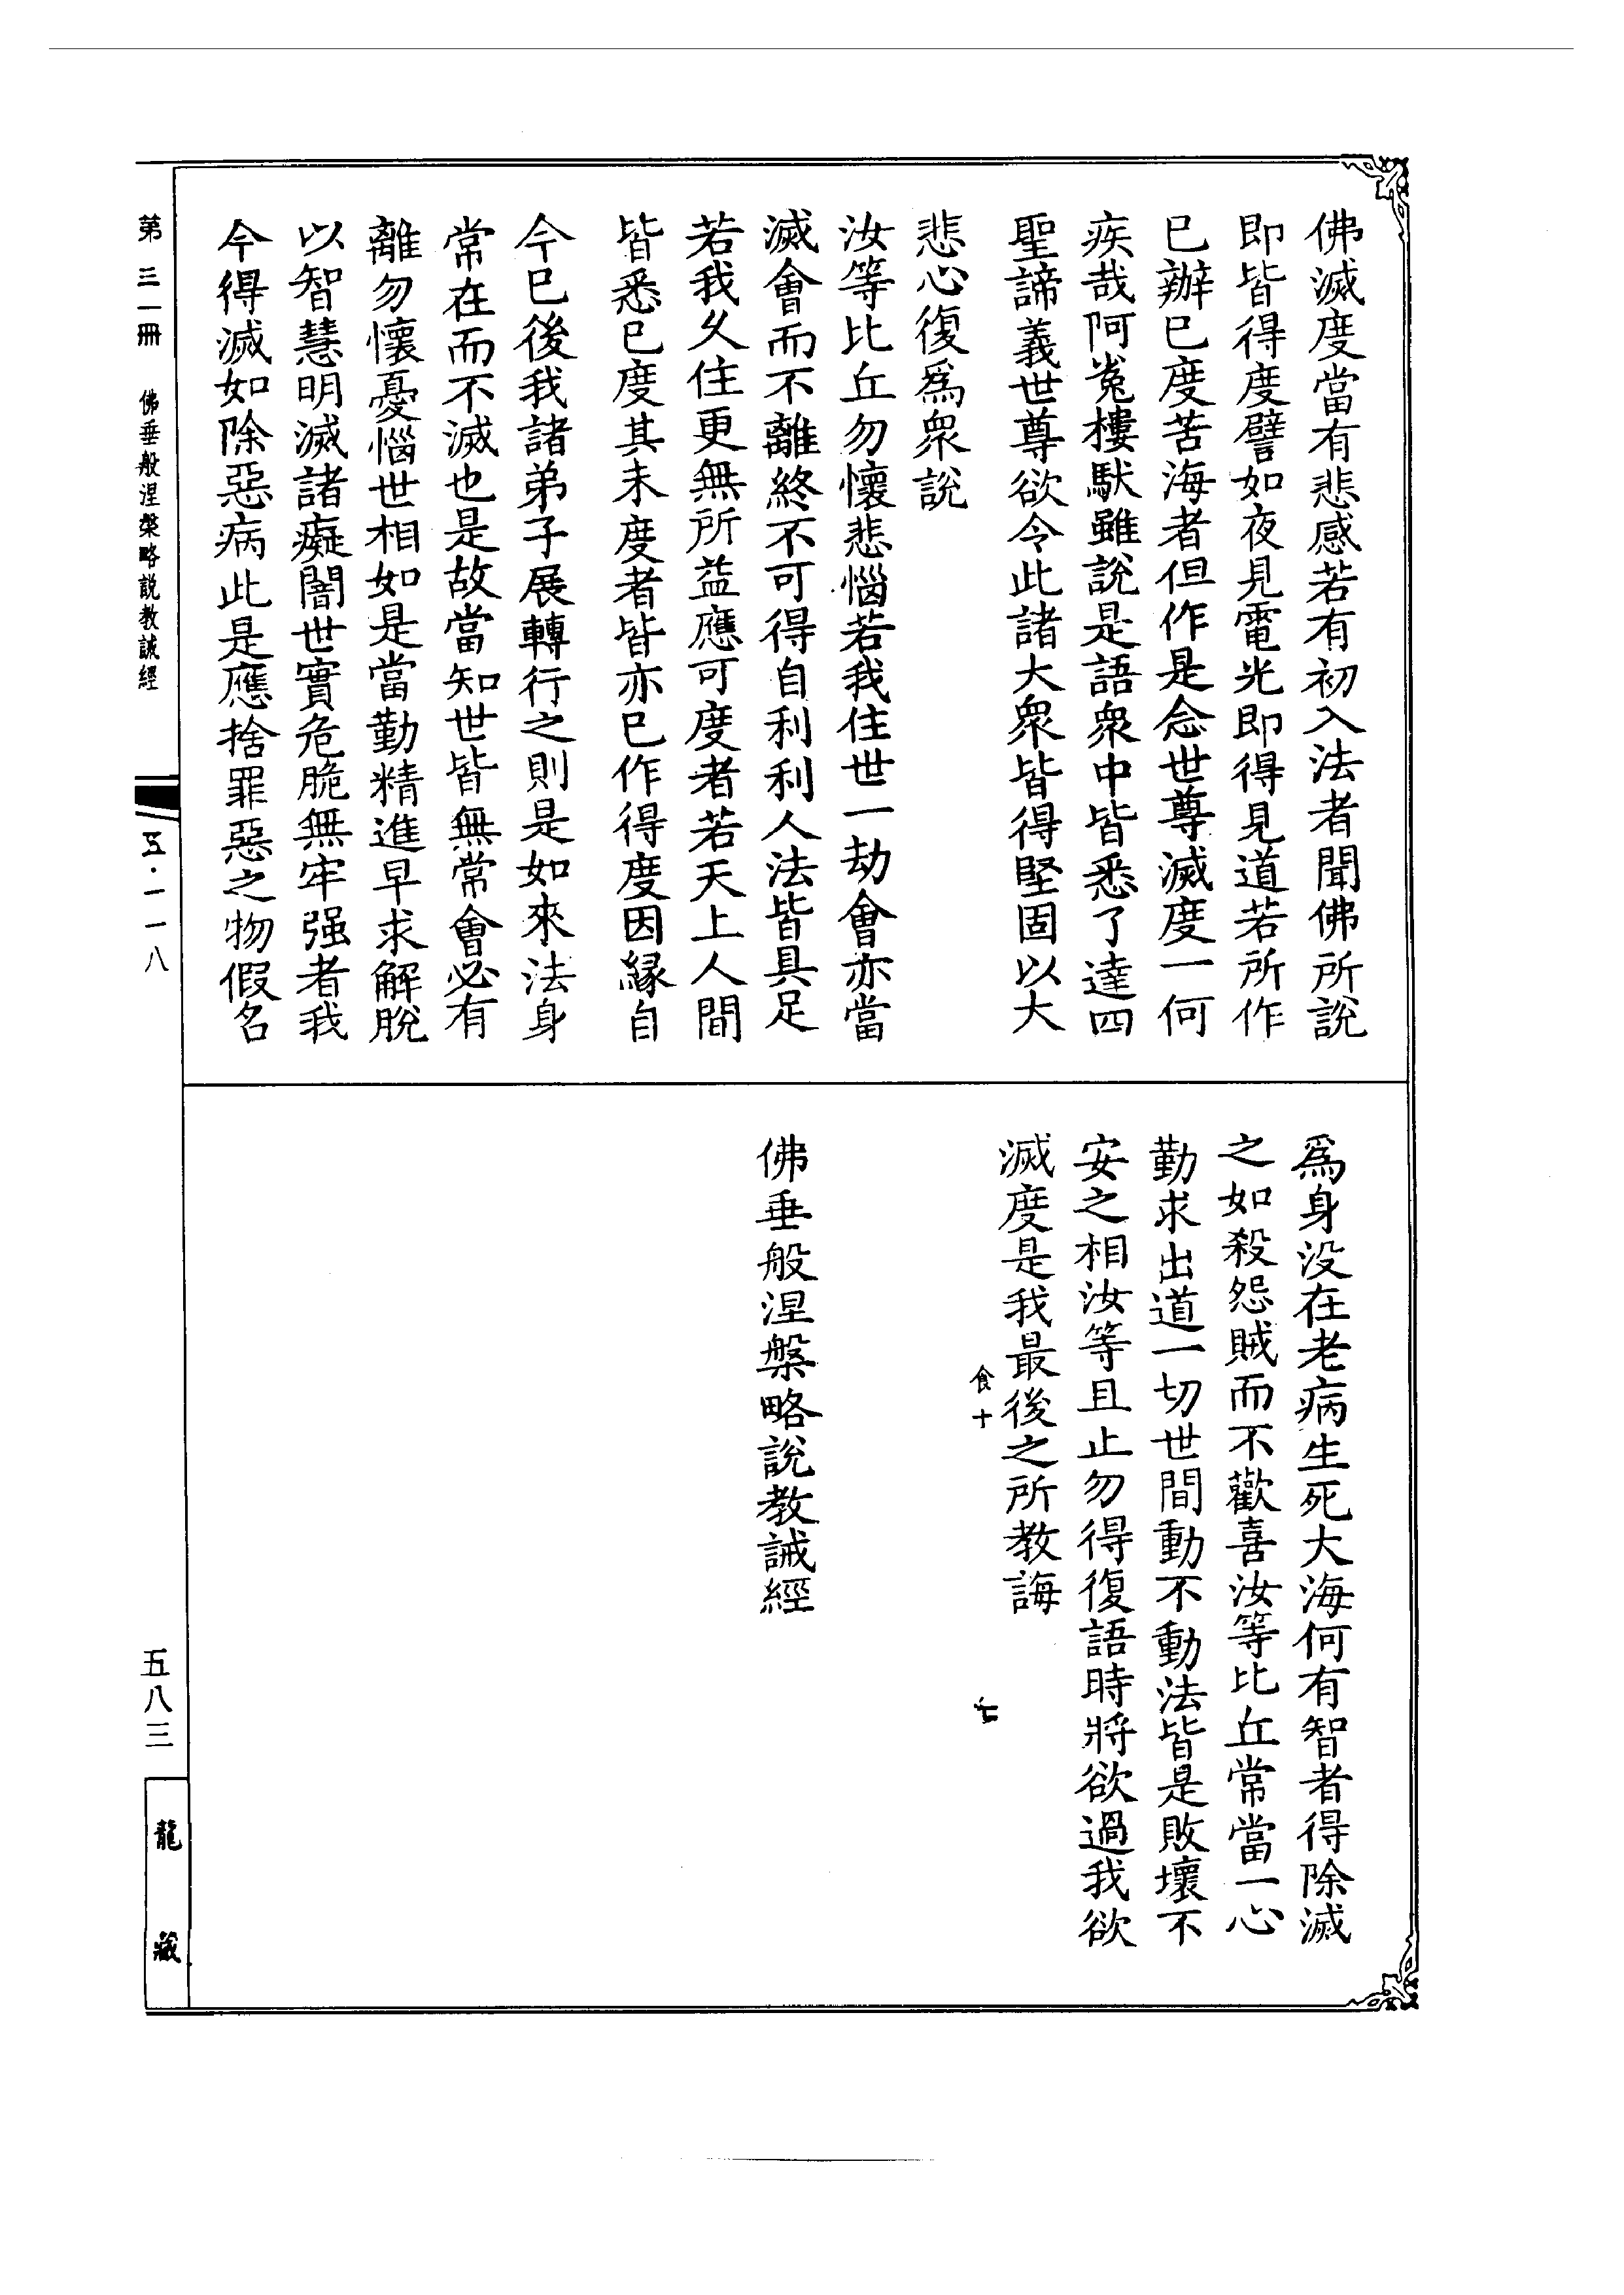 佛滅度當有悲感若有初入法者聞佛所說
即皆得度譬如夜見電光即得見道若所作
已辦已度苦海者但作是念世尊滅度一何
疾哉阿㝹樓馱雖說是語衆中皆悉了達四
聖諦義世尊欲令此諸大衆皆得堅固以大
悲心復爲衆說
汝等比丘勿懷悲惱若我住世一劫會亦當
滅會而不離終不可得自利利人法皆具足
若我久住更無所益應可度者若天上人間
皆悉已度其未度者皆亦已作得度因緣自
今已後我諸弟子展轉行之則是如來法身
常在而不滅也是故當知世皆無常會必有
離勿懷憂惱世相如是當勤精進早求解脫
以智慧明滅諸癡闇世實危脆無牢强者我
今得滅如除惡病此是應捨罪惡之物假名
爲身没在老病生死大海何有智者得除滅
之如殺怨賊而不歡喜汝等比丘常當一心
勤求出道一切世間動不動法皆是敗壞不
安之相汝等且止勿得復語時將欲過我欲
滅度是我最後之所教誨
食十
七
佛垂般涅槃略說教誡經
第三一冊 佛垂般涅槃略說教誡經
五·一一八
五八三
龍藏